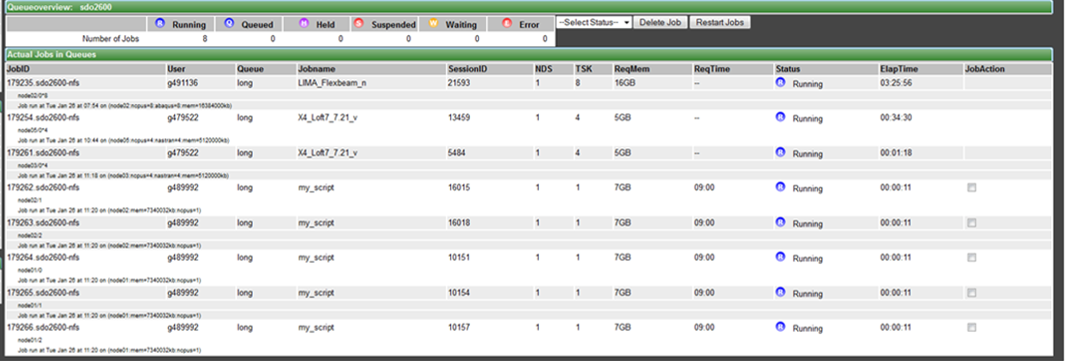 Queueoverview: sdo2600
R Running Q Queued H Held S Suspended W Waiting E Error --Select Status-- Delete Job Restart Jobs
Number of Jobs 8 0 0 0 0 0
Actual Jobs in Queues
JobID User Queue Jobname SessionID NDS TSK ReqMem ReqTime Status ElapTime JobAction
179235.sdo2600-nfs g491136 long LIMA_Flexbeam_n 21593 1 8 16GB -- R Running 03:25:56
node02/0*8
Job run at Tue Jan 26 at 07:54 on (node02:ncpus=8:abaqus=8:mem=16384000kb)
179254.sdo2600-nfs g479522 long X4_Loft7_7.21_v 13459 1 4 5GB -- R Running 00:34:30
node05/0*4
Job run at Tue Jan 26 at 10:44 on (node05:ncpus=4:nastran=4:mem=5120000kb)
179261.sdo2600-nfs g479522 long X4_Loft7_7.21_v 5484 1 4 5GB -- R Running 00:01:18
node03/0*4
Job run at Tue Jan 26 at 11:18 on (node03:ncpus=4:nastran=4:mem=5120000kb)
179262.sdo2600-nfs g489992 long my_script 16015 1 1 7GB 09:00 R Running 00:00:11
node02/1
Job run at Tue Jan 26 at 11:20 on (node02:mem=7340032kb:ncpus=1)
179263.sdo2600-nfs g489992 long my_script 16018 1 1 7GB 09:00 R Running 00:00:11
node02/2
Job run at Tue Jan 26 at 11:20 on (node02:mem=7340032kb:ncpus=1)
179264.sdo2600-nfs g489992 long my_script 10151 1 1 7GB 09:00 R Running 00:00:11
node01/0
Job run at Tue Jan 26 at 11:20 on (node01:mem=7340032kb:ncpus=1)
179265.sdo2600-nfs g489992 long my_script 10154 1 1 7GB 09:00 R Running 00:00:11
node01/1
Job run at Tue Jan 26 at 11:20 on (node01:mem=7340032kb:ncpus=1)
179266.sdo2600-nfs g489992 long my_script 10157 1 1 7GB 09:00 R Running 00:00:11
node01/2
Job run at Tue Jan 26 at 11:20 on (node01:mem=7340032kb:ncpus=1)